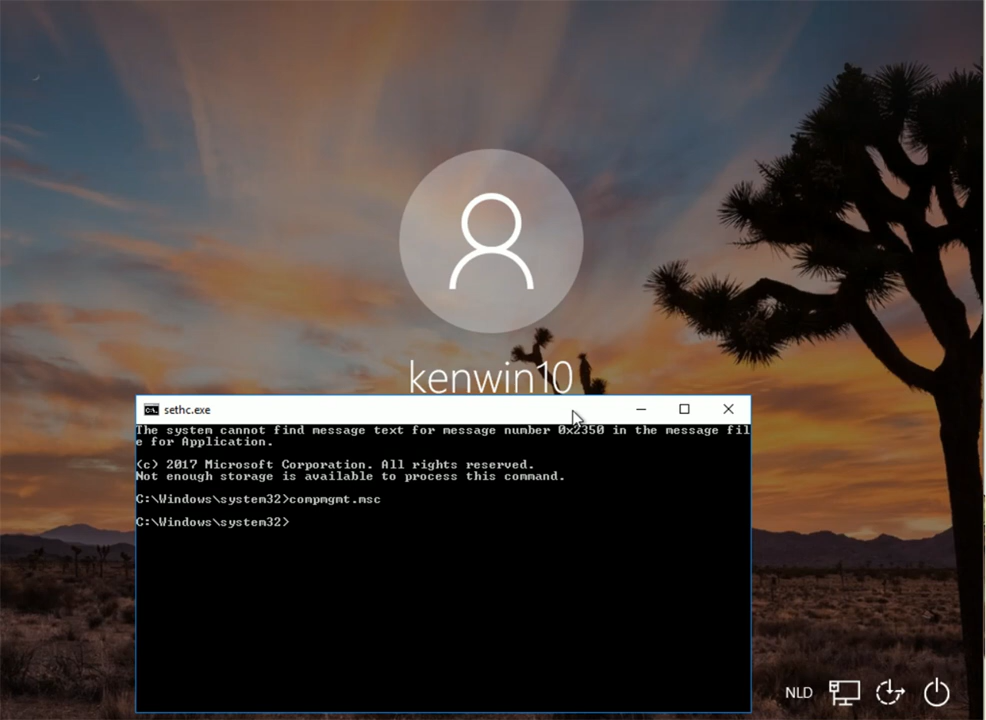 kenwin10
sethc.exe
The system cannot find message text for message number 0x2350 in the message fil
e for Application.
(c) 2017 Microsoft Corporation. All rights reserved.
Not enough storage is available to process this command.
C:\Windows\system32>compmgmt.msc
C:\Windows\system32>
NLD